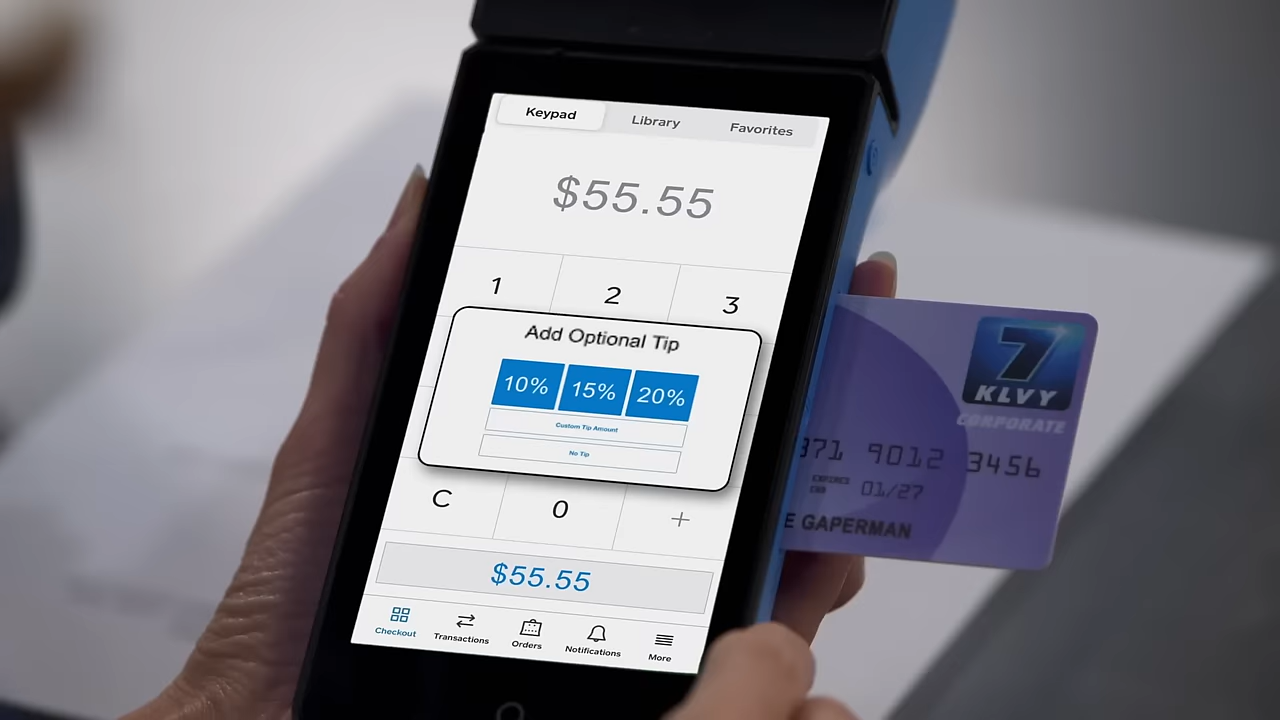 Keypad Library Favorites
$55.55
1 2 3
Add Optional Tip
10% 15% 20%
Custom Tip Amount
No Tip
C 0 +
$55.55
Checkout Transactions Orders Notifications More
7
KLVY
CORPORATE
371 9012 3456
EXPIRES
END 01/27
E GAPERMAN